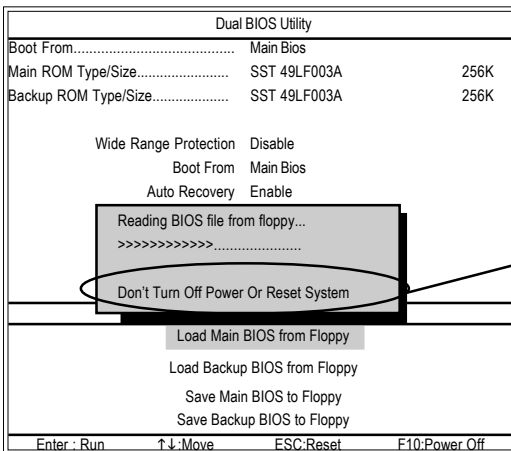 Dual BIOS Utility
Boot From........................................ Main Bios
Main ROM Type/Size....................... SST 49LF003A 256K
Backup ROM Type/Size................... SST 49LF003A 256K
Wide Range Protection Disable
Boot From Main Bios
Auto Recovery Enable
Reading BIOS file from floppy...
>>>>>>>>>>>>......................
Don't Turn Off Power Or Reset System
Load Main BIOS from Floppy
Load Backup BIOS from Floppy
Save Main BIOS to Floppy
Save Backup BIOS to Floppy
Enter : Run ↑↓:Move ESC:Reset F10:Power Off